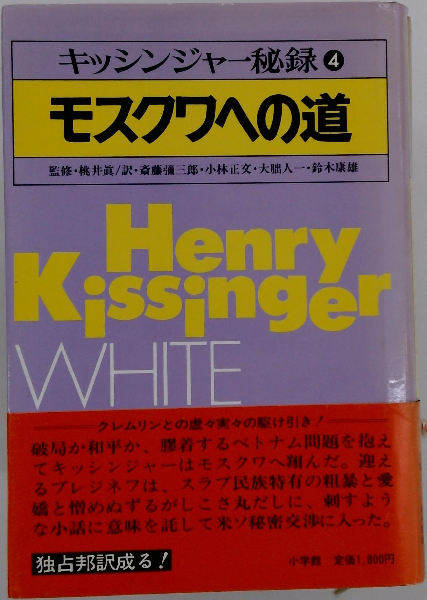 キッシンジャー秘録❹
モスクワへの道
監修・桃井眞/訳・斎藤彌三郎・小林正文・大朏人一・鈴木康雄
Henry
Kissinger
WHITE
クレムリンとの虚々実々の駆け引き!
破局か和平か、膠着するベトナム問題を抱え
てキッシンジャーはモスクワへ翔んだ。迎え
るブレジネフは、スラブ民族特有の粗暴と愛
嬌と憎めぬずるがしこさ丸だしに、刺すよう
な小話に意味を託して米ソ秘密交渉に入った。
独占邦訳成る!
小学館 定価1,800円